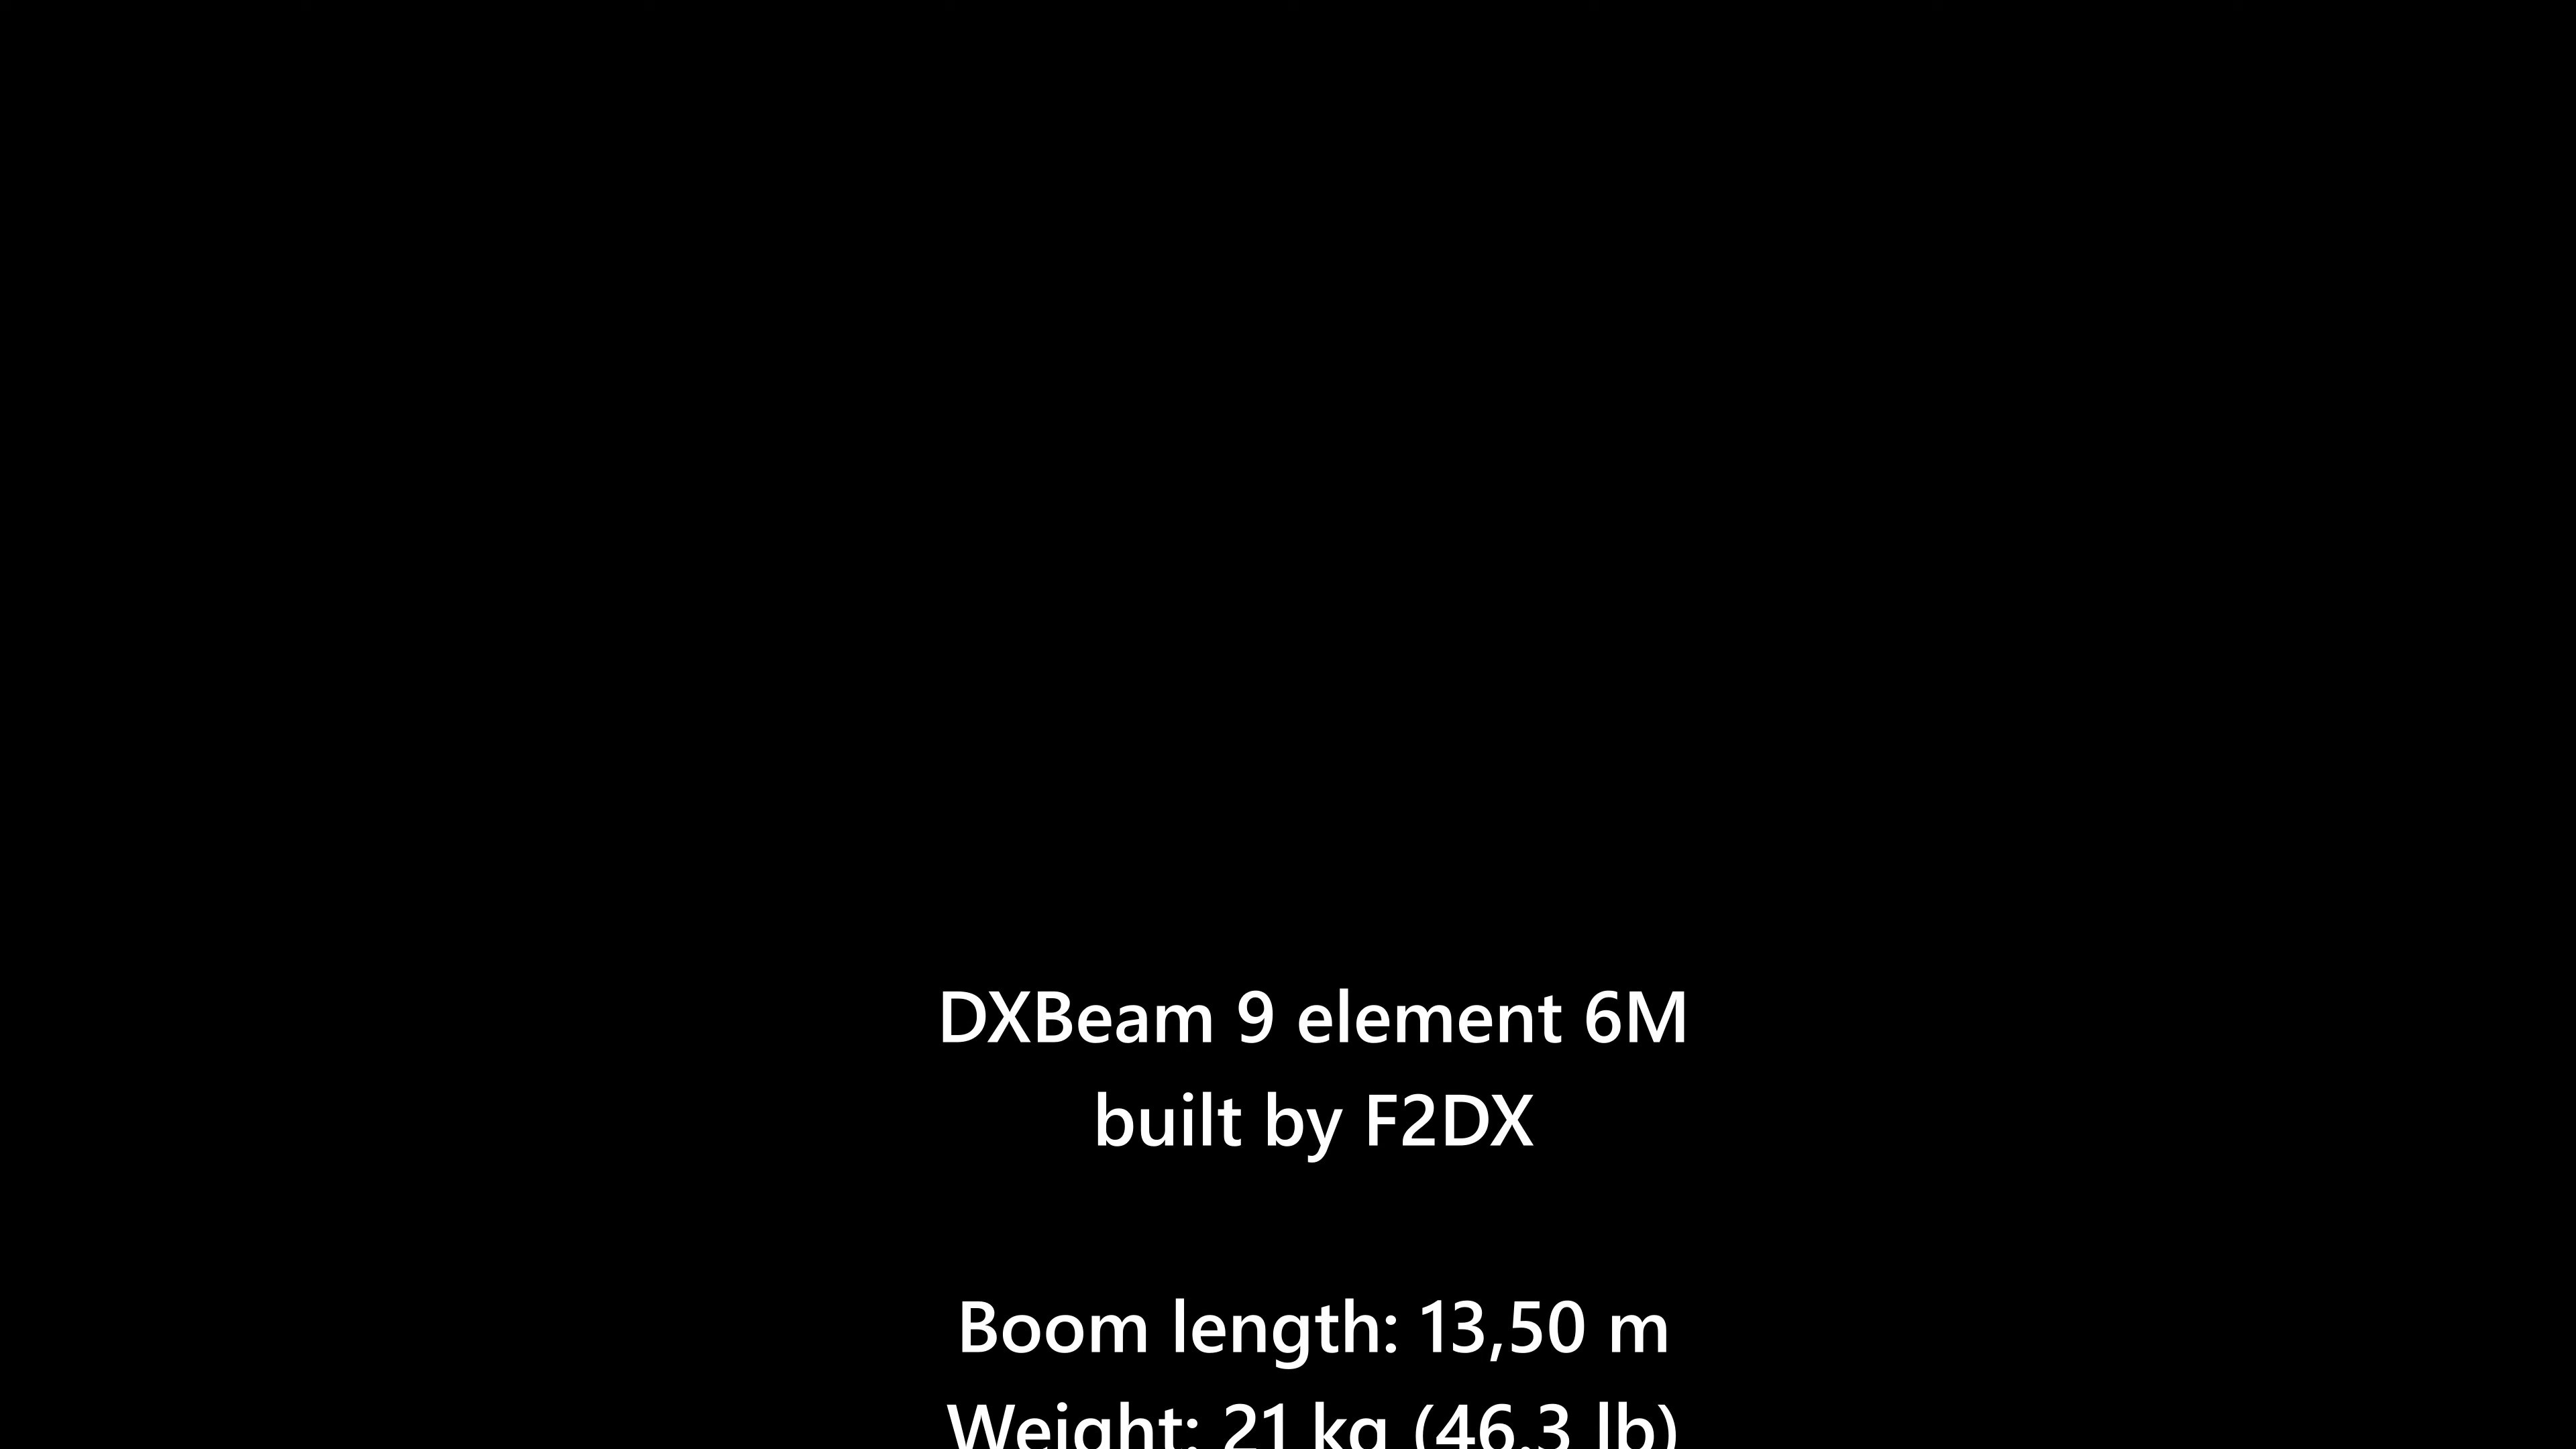 DXBeam 9 element 6M
built by F2DX
Boom length: 13,50 m
Weight: 21 kg (46.3 lb)